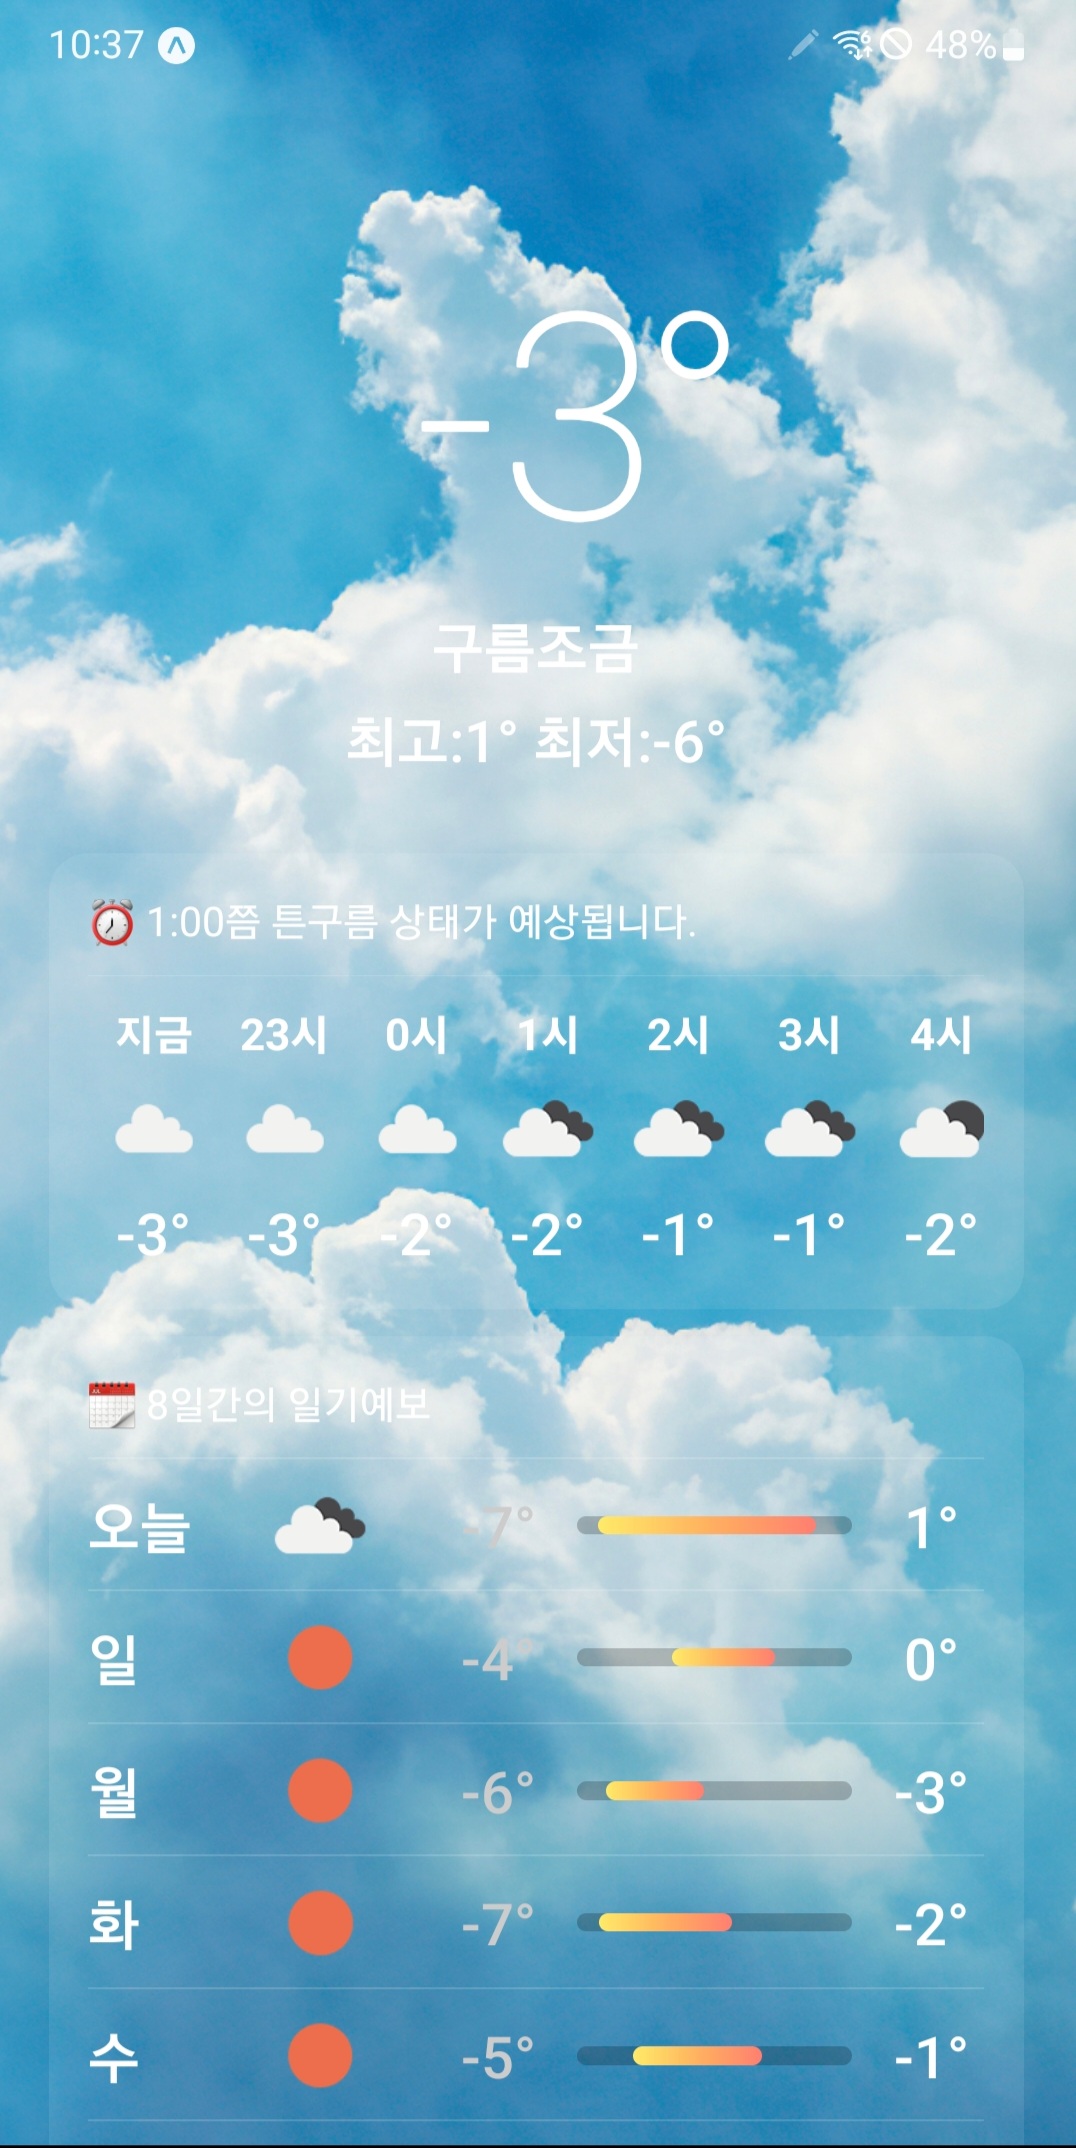 10:37 48%
-3°
구름조금
최고:1° 최저:-6°
1:00쯤 튼구름 상태가 예상됩니다.
지금 23시 0시 1시 2시 3시 4시
-3° -3° -2° -2° -1° -1° -2°
8일간의 일기예보
오늘 -7° 1°
일 -4° 0°
월 -6° -3°
화 -7° -2°
수 -5° -1°